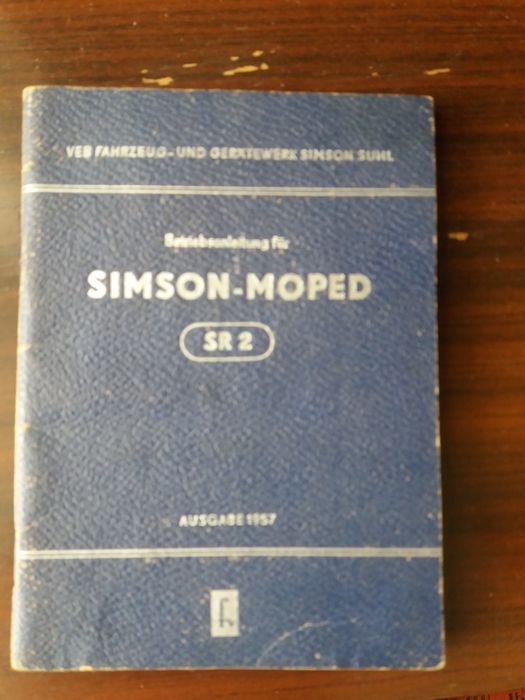 VEB FAHRZEUG- UND GERÄTEWERK SIMSON SUHL
Betriebsanleitung für
SIMSON-MOPED
SR 2
AUSGABE 1957